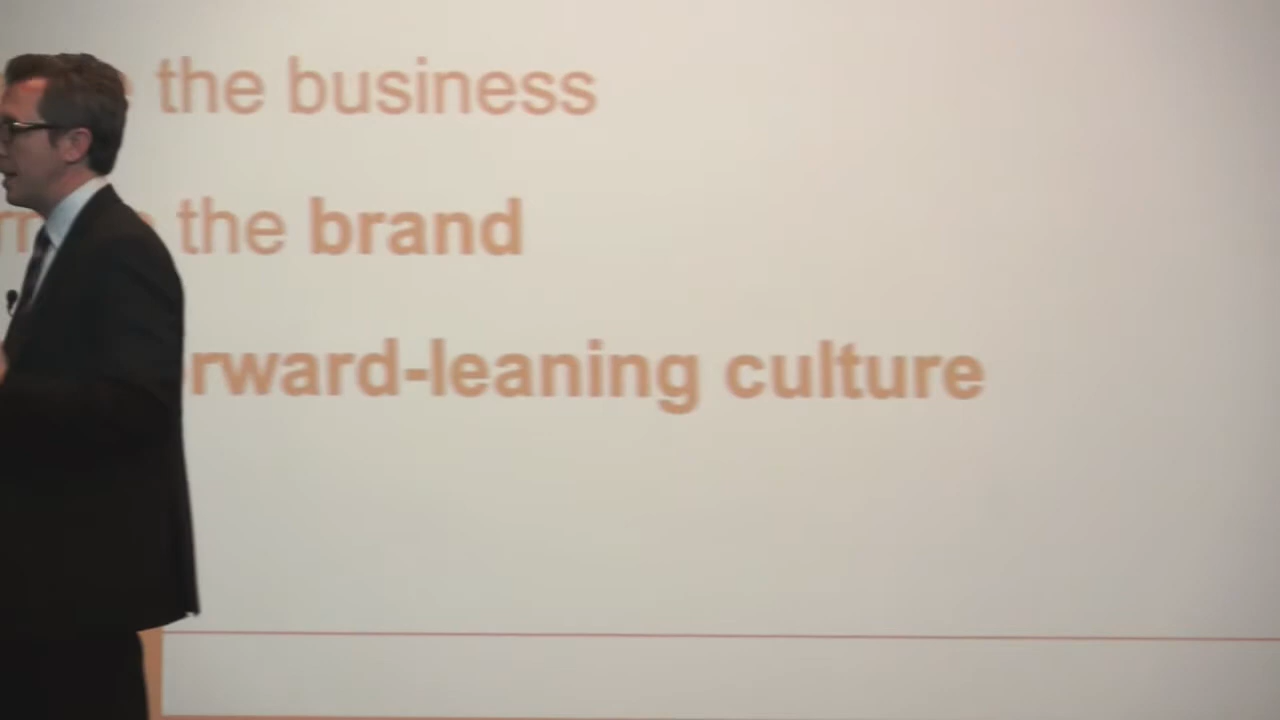 the business
the brand
rward-leaning culture